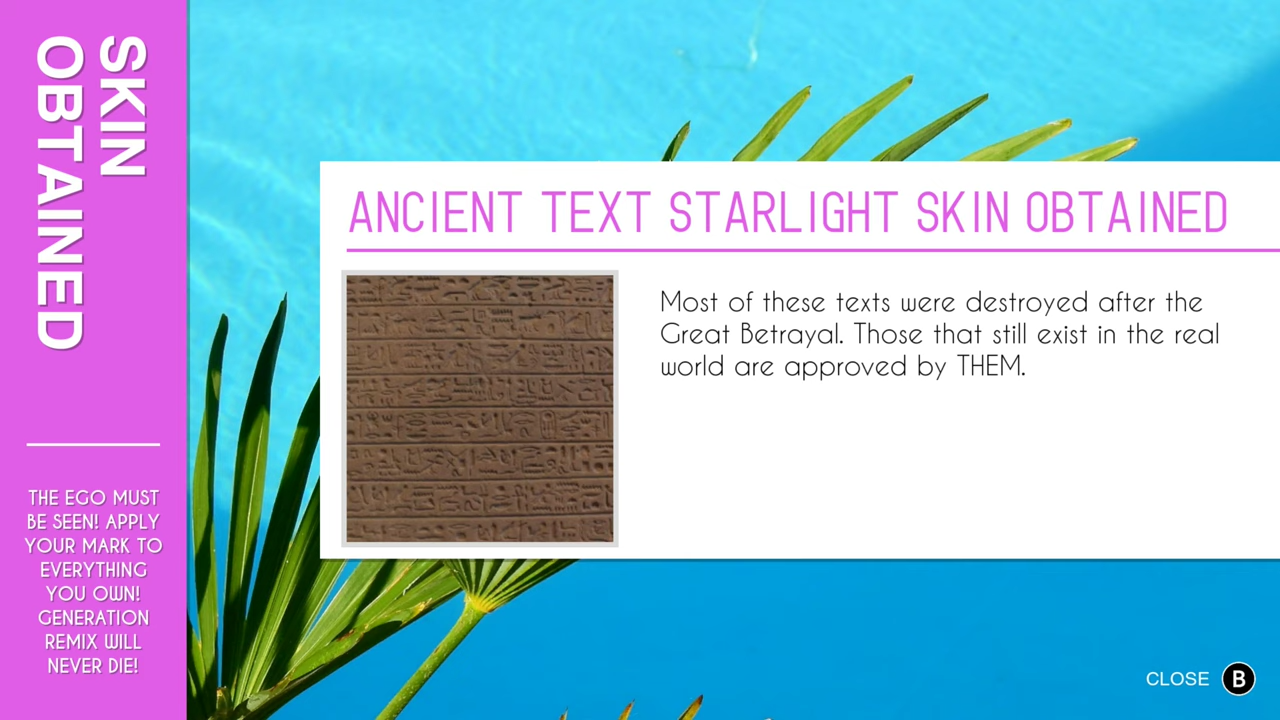 SKIN
OBTAINED
THE EGO MUST
BE SEEN! APPLY
YOUR MARK TO
EVERYTHING
YOU OWN!
GENERATION
REMIX WILL
NEVER DIE!
ANCIENT TEXT STARLIGHT SKIN OBTAINED
Most of these texts were destroyed after the
Great Betrayal. Those that still exist in the real
world are approved by THEM.
CLOSE B